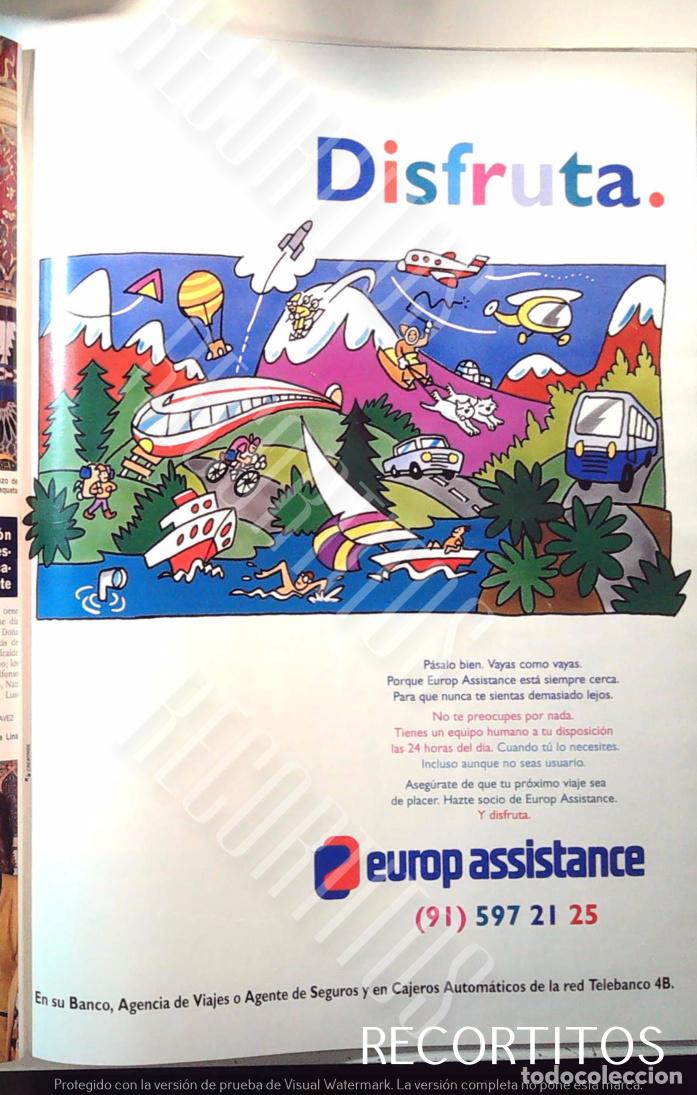 Disfruta.
Pásalo bien. Vayas como vayas.
Porque Europ Assistance está siempre cerca.
Para que nunca te sientas demasiado lejos.
No te preocupes por nada.
Tienes un equipo humano a tu disposición
las 24 horas del día. Cuando tú lo necesites.
Incluso aunque no seas usuario.
Asegúrate de que tu próximo viaje sea
de placer. Hazte socio de Europ Assistance.
Y disfruta.
europ assistance
(91) 597 21 25
En su Banco, Agencia de Viajes o Agente de Seguros y en Cajeros Automáticos de la red Telebanco 4B.
RECORTITOS
todocoleccion
Protegido con la versión de prueba de Visual Watermark. La versión completa no pone esta marca.
RECORTITOS
RECORTITOS
RECORTITOS